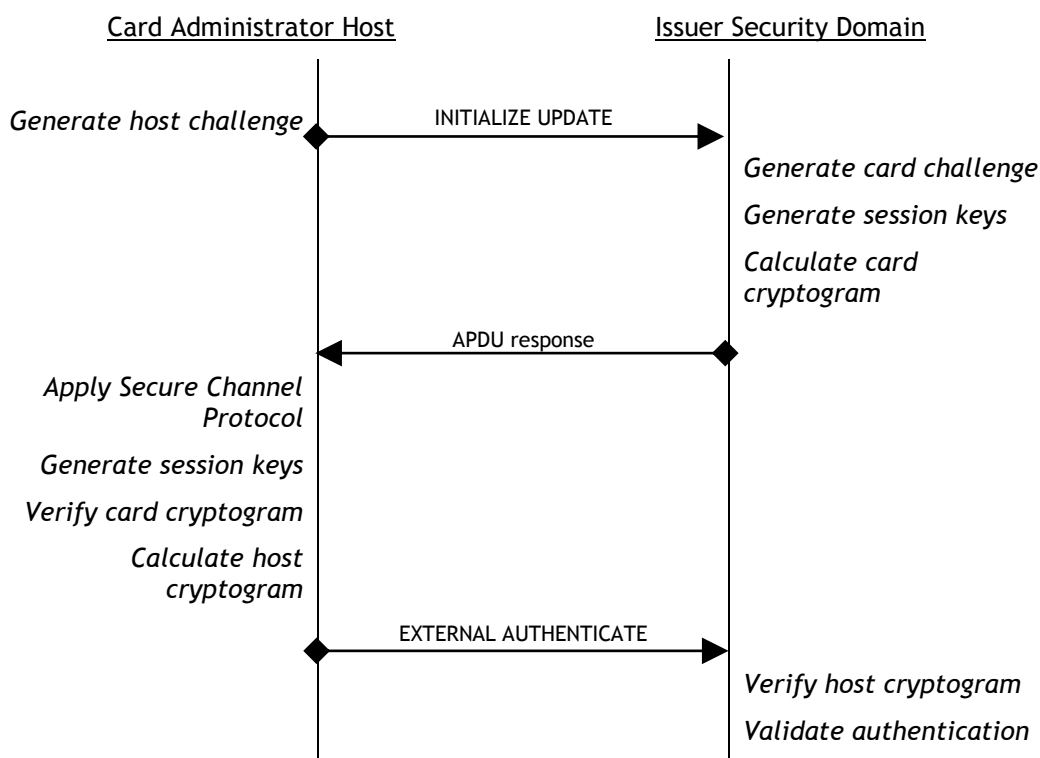 Card Administrator Host
Issuer Security Domain
Generate host challenge
INITIALIZE UPDATE
Generate card challenge
Generate session keys
Calculate card
cryptogram
APDU response
Apply Secure Channel
Protocol
Generate session keys
Verify card cryptogram
Calculate host
cryptogram
EXTERNAL AUTHENTICATE
Verify host cryptogram
Validate authentication